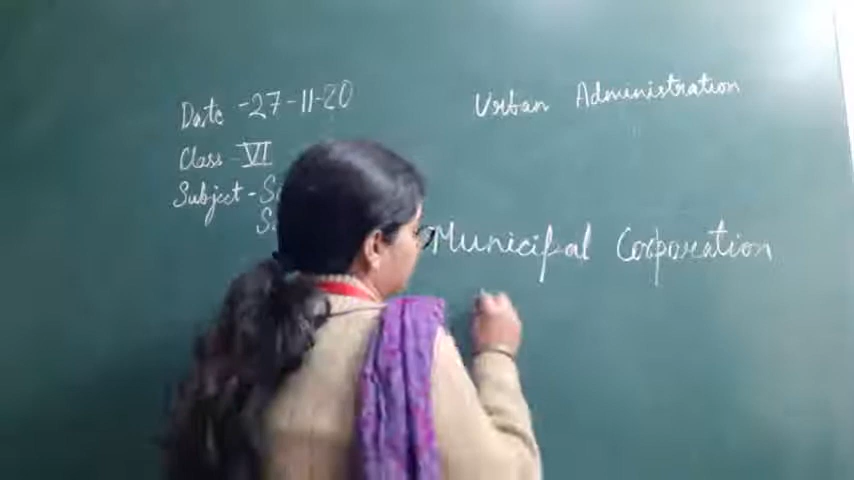 Date -27-11-20
Urban Administration
Class - VI
Subject -
Municipal Corporation